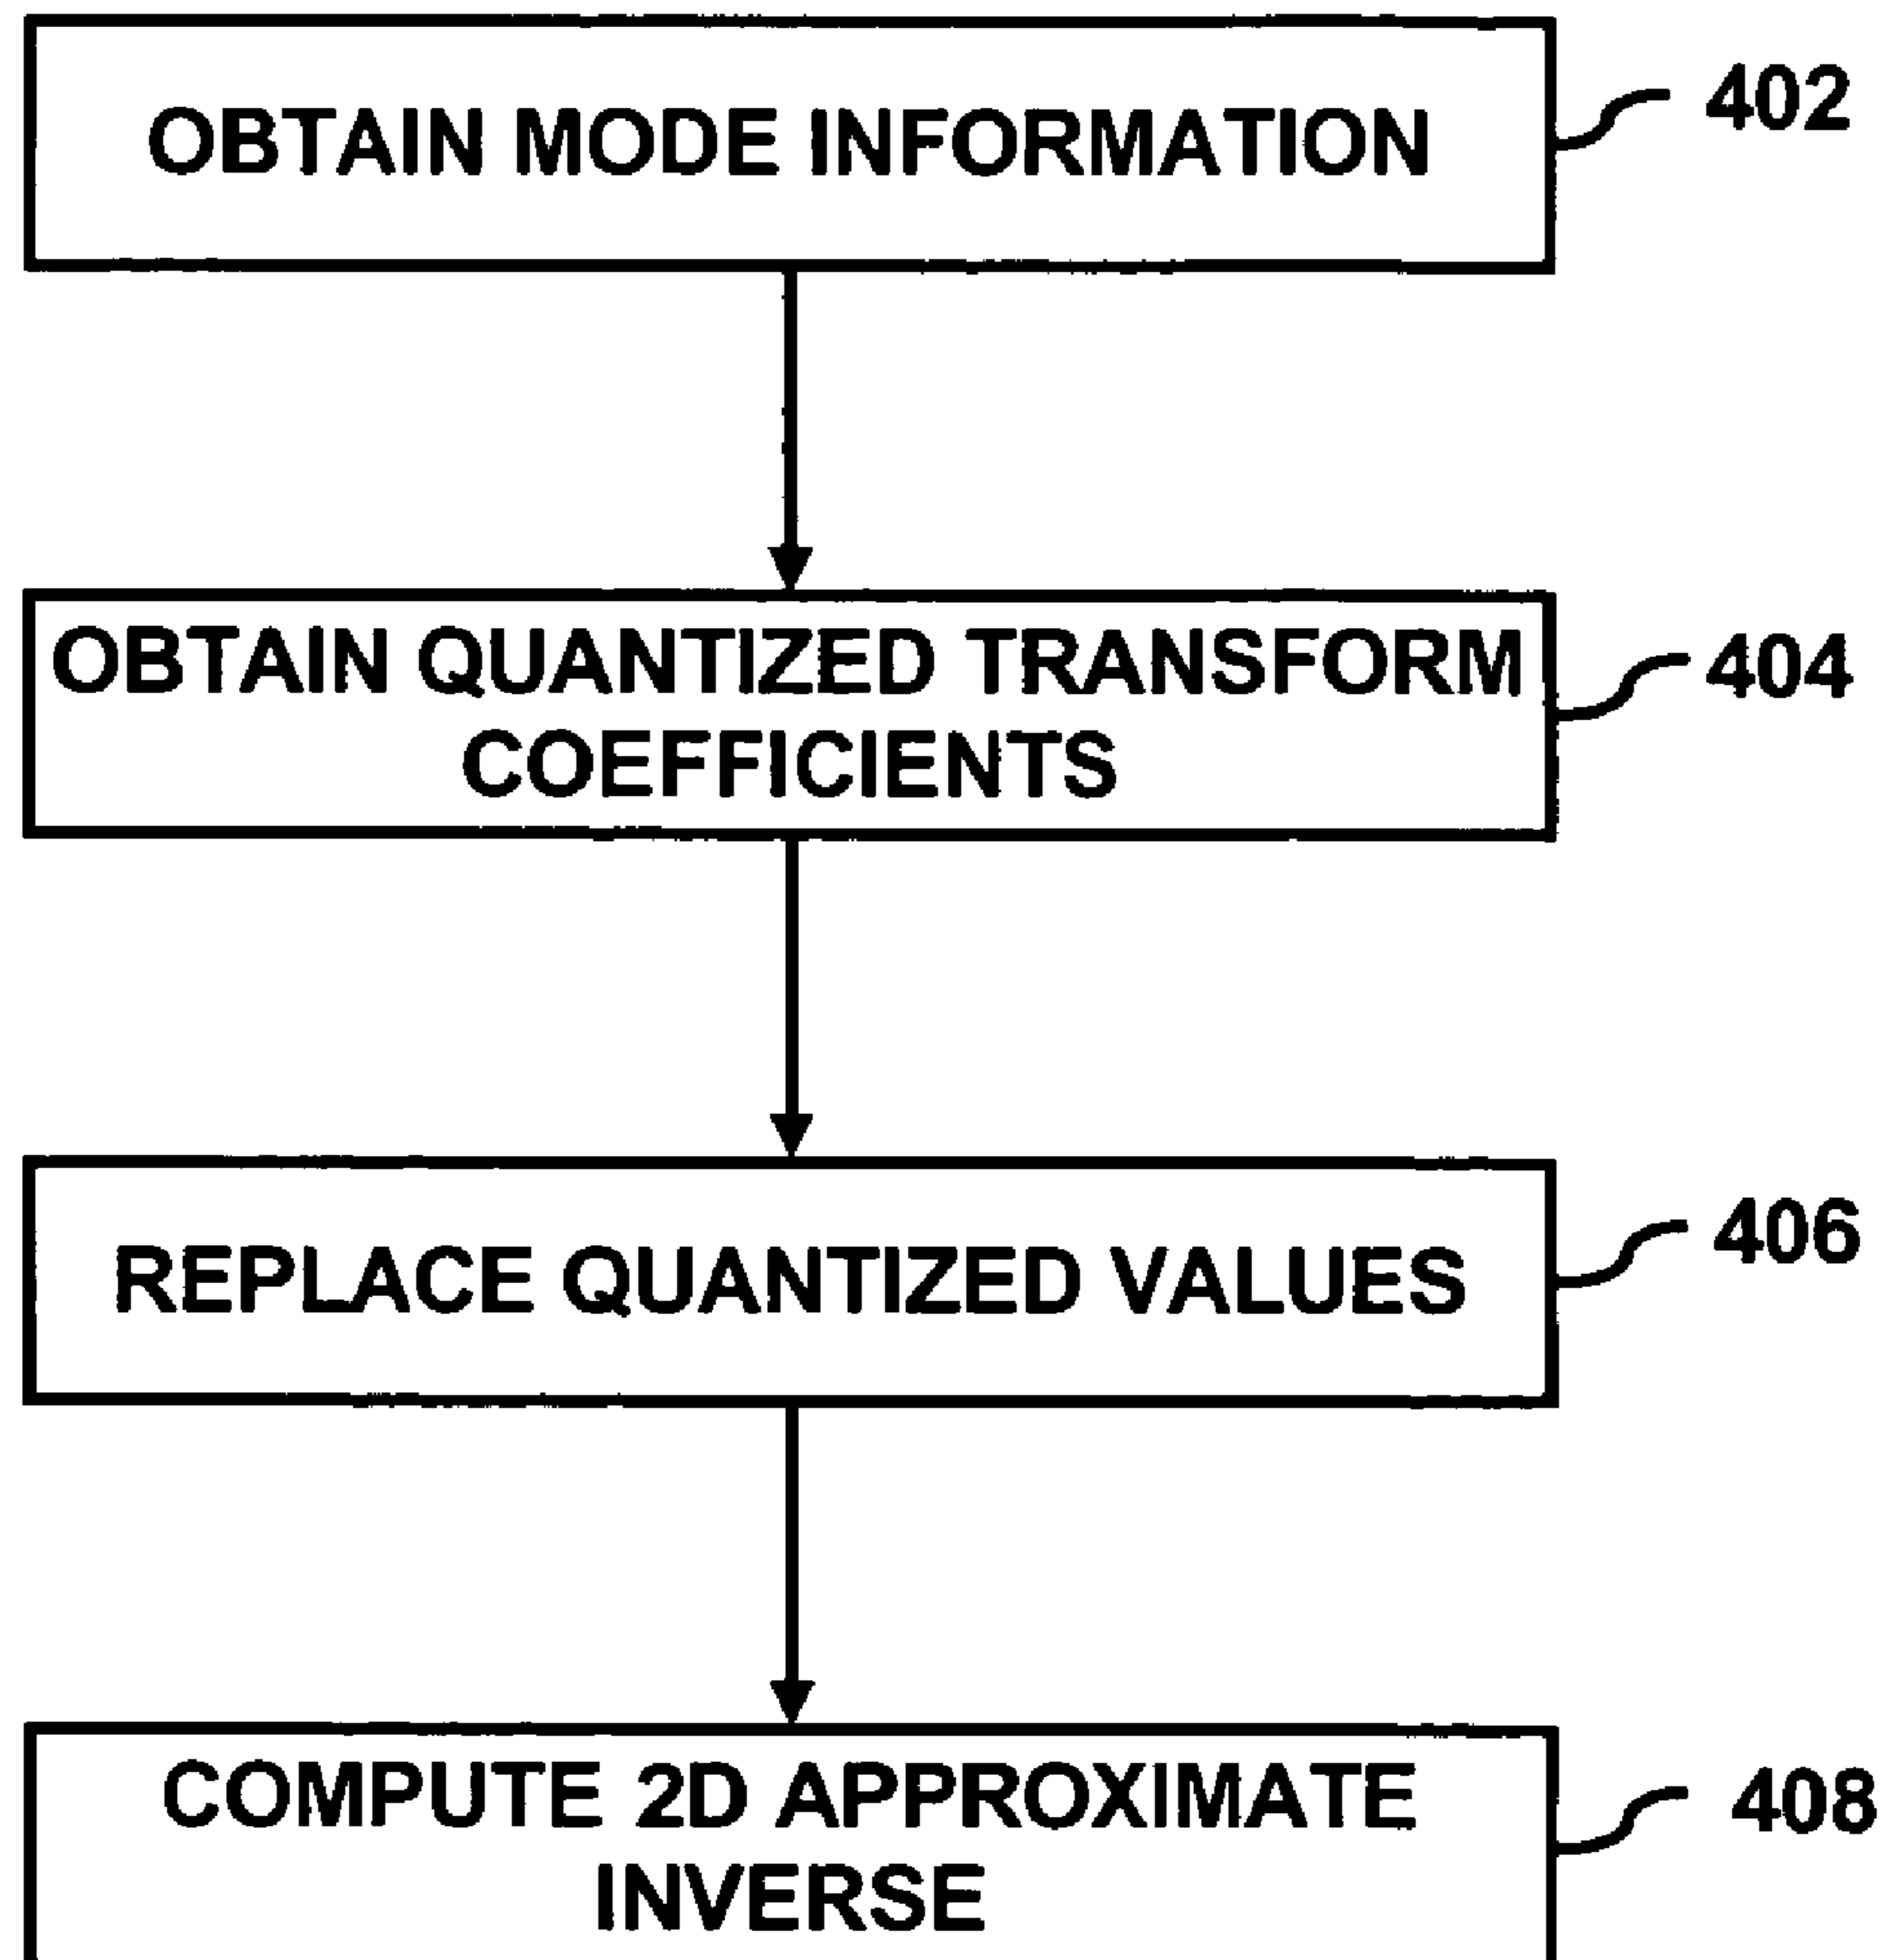 OBTAIN MODE INFORMATION
402
OBTAIN QUANTIZED TRANSFORM
COEFFICIENTS
404
REPLACE QUANTIZED VALUES
406
COMPUTE 2D APPROXIMATE
INVERSE
408